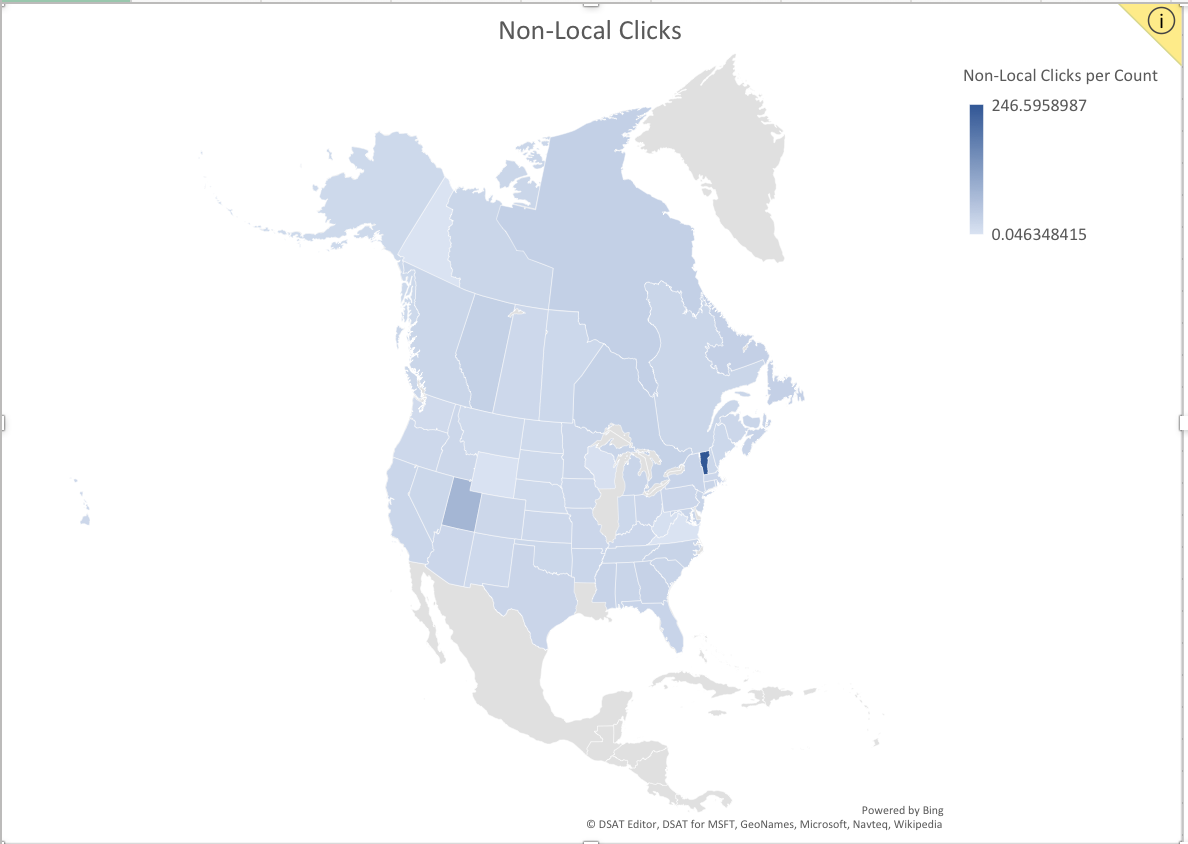 Non-Local Clicks
i
Non-Local Clicks per Count
246.5958987
0.046348415
Powered by Bing
© DSAT Editor, DSAT for MSFT, GeoNames, Microsoft, Navteq, Wikipedia